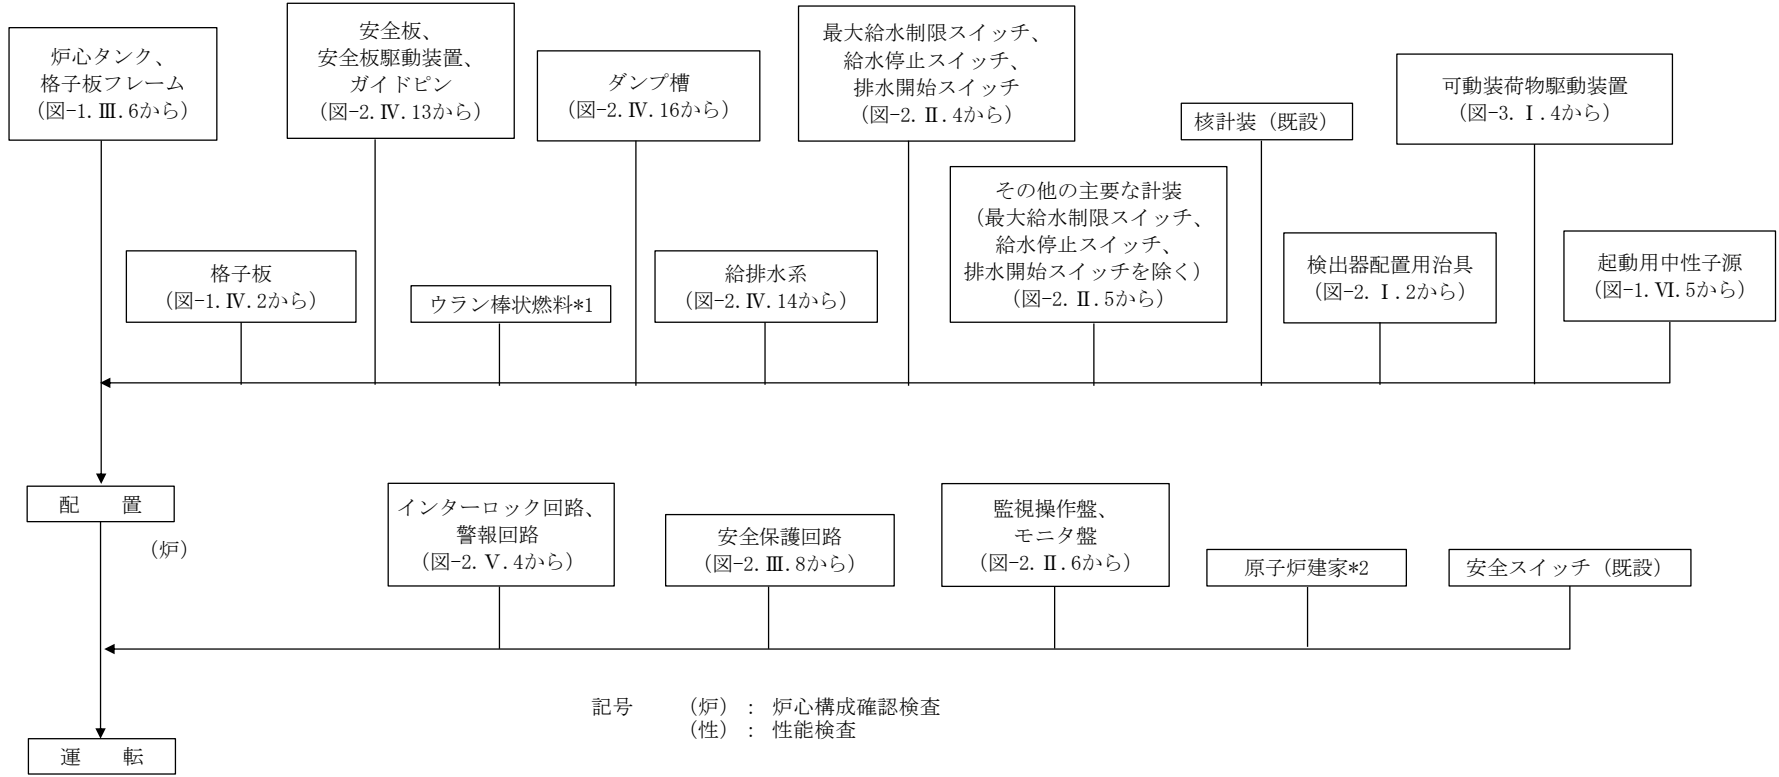 炉心タンク、
格子板フレーム
(図-1.Ⅲ.6から)
安全板、
安全板駆動装置、
ガイドピン
(図-2.Ⅳ.13から)
ダンプ槽
(図-2.Ⅳ.16から)
最大給水制限スイッチ、
給水停止スイッチ、
排水開始スイッチ
(図-2.Ⅱ.4から)
核計装（既設）
可動装荷物駆動装置
(図-3.Ⅰ.4から)
格子板
(図-1.Ⅳ.2から)
ウラン棒状燃料*1
給排水系
(図-2.Ⅳ.14から)
その他の主要な計装
（最大給水制限スイッチ、
給水停止スイッチ、
排水開始スイッチを除く）
(図-2.Ⅱ.5から)
検出器配置用治具
(図-2.Ⅰ.2から)
起動用中性子源
(図-1.Ⅵ.5から)
配　置
（炉）
インターロック回路、
警報回路
(図-2.Ⅴ.4から)
安全保護回路
(図-2.Ⅲ.8から)
監視操作盤、
モニタ盤
(図-2.Ⅱ.6から)
原子炉建家*2
安全スイッチ（既設）
記号　（炉）：炉心構成確認検査
（性）：性能検査
運　転